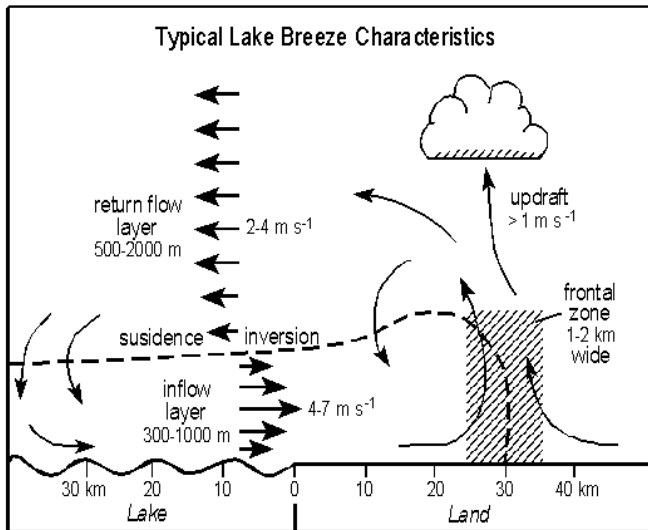 Typical Lake Breeze Characteristics
return flow
layer
500-2000 m
2-4 m s⁻¹
updraft
> 1 m s⁻¹
frontal
zone
1-2 km
wide
susidence inversion
inflow
layer
300-1000 m
4-7 m s⁻¹
30 km 20 10 0 10 20 30 40 km
Lake Land